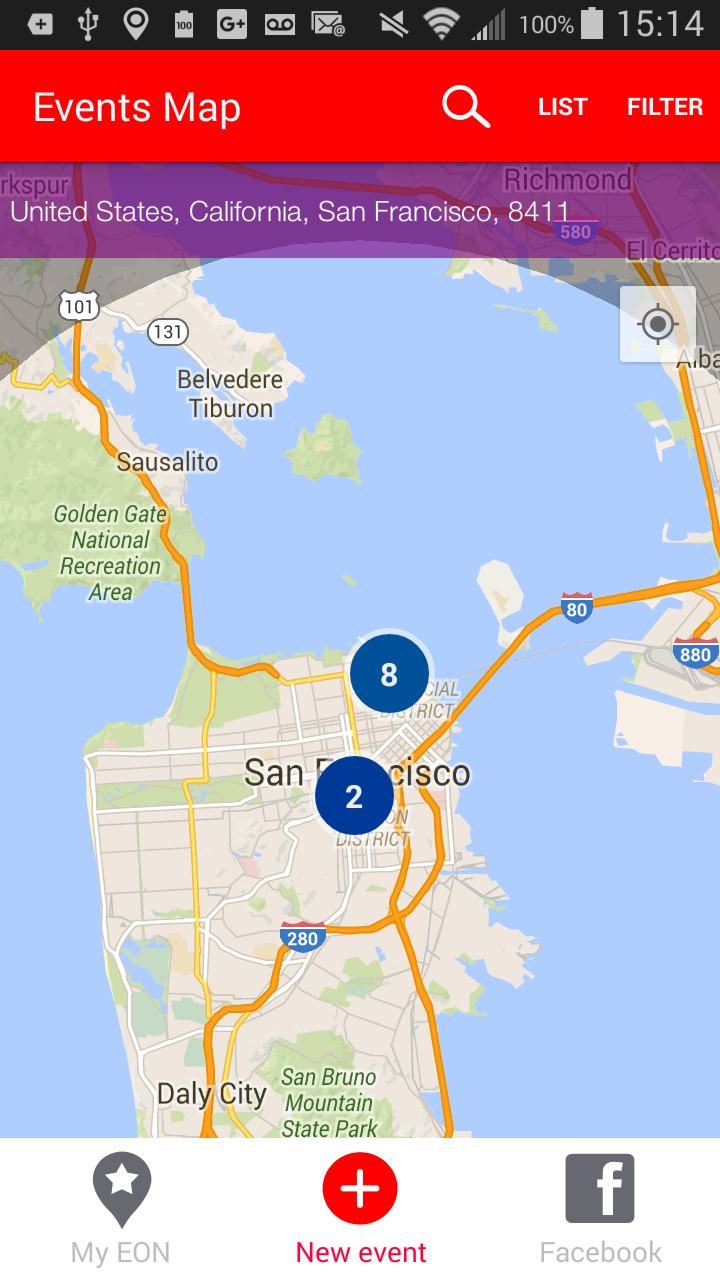 100
G+
@
100%
15:14
Events Map
LIST
FILTER
rkspur
Richmond
United States, California, San Francisco, 8411
580
El Cerrito
101
131
Alba
Belvedere
Tiburon
Sausalito
Golden Gate
National
Recreation
Area
80
880
8
CIAL
DISTRICT
San F
cisco
2
ON
DISTRICT
280
Daly City
San Bruno
Mountain
State Park
My EON
New event
f
Facebook